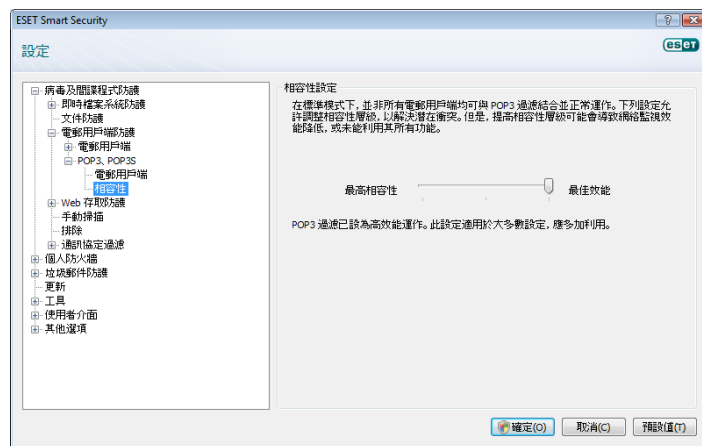 ESET Smart Security
設定
eset
病毒及間諜程式防護
即時檔案系統防護
文件防護
電郵用戶端防護
電郵用戶端
POP3、POP3S
電郵用戶端
相容性
Web 存取防護
手動掃描
排除
通訊協定過濾
個人防火牆
垃圾郵件防護
更新
工具
使用者介面
其他選項
相容性設定
在標準模式下，並非所有電郵用戶端均可與 POP3 過濾結合並正常運作。下列設定允
許調整相容性層級，以解決潛在衝突。但是，提高相容性層級可能會導致網絡監視效
能降低，或未能利用其所有功能。
最高相容性
最佳效能
POP3 過濾已設為高效能運作。此設定適用於大多數設定，應多加利用。
確定(O)
取消(C)
預設值(T)